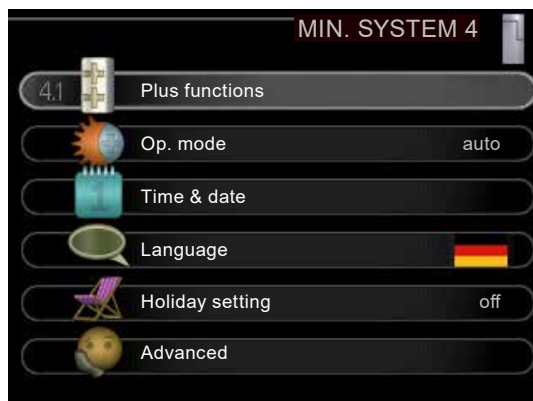 MIN. SYSTEM 4
4.1 Plus functions
Op. mode auto
Time & date
Language
Holiday setting off
Advanced